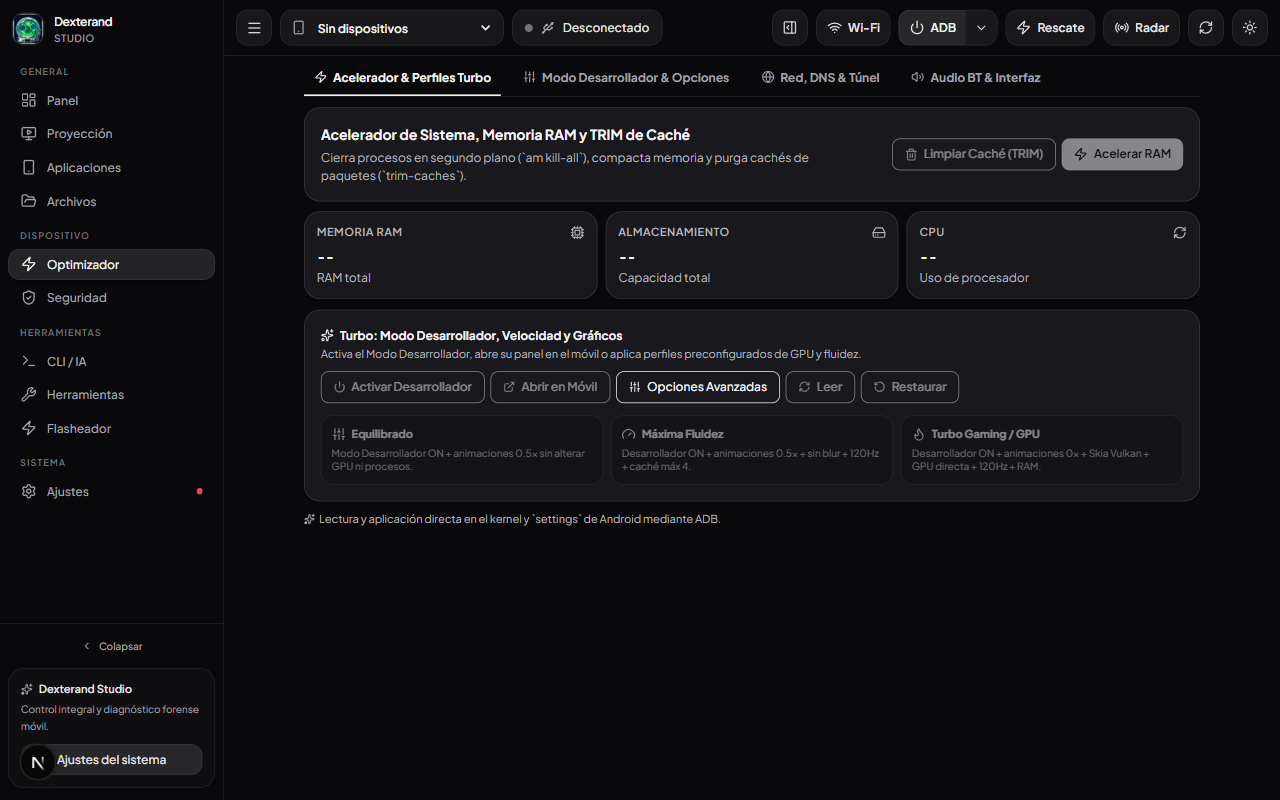 Dexterand
STUDIO
GENERAL
Panel
Proyección
Aplicaciones
Archivos
DISPOSITIVO
Optimizador
Seguridad
HERRAMIENTAS
CLI / IA
Herramientas
Flasheador
SISTEMA
Ajustes
Colapsar
Dexterand Studio
Control integral y diagnóstico forense
móvil.
N
Ajustes del sistema
Sin dispositivos
Desconectado
Wi-Fi
ADB
Rescate
Radar
Acelerador & Perfiles Turbo
Modo Desarrollador & Opciones
Red, DNS & Túnel
Audio BT & Interfaz
Acelerador de Sistema, Memoria RAM y TRIM de Caché
Cierra procesos en segundo plano (`am kill-all`), compacta memoria y purga cachés de
paquetes (`trim-caches`).
Limpiar Caché (TRIM)
Acelerar RAM
MEMORIA RAM
--
RAM total
ALMACENAMIENTO
--
Capacidad total
CPU
--
Uso de procesador
Turbo: Modo Desarrollador, Velocidad y Gráficos
Activa el Modo Desarrollador, abre su panel en el móvil o aplica perfiles preconfigurados de GPU y fluidez.
Activar Desarrollador
Abrir en Móvil
Opciones Avanzadas
Leer
Restaurar
Equilibrado
Modo Desarrollador ON + animaciones 0.5x sin alterar
GPU ni procesos.
Máxima Fluidez
Desarrollador ON + animaciones 0.5x + sin blur + 120Hz
+ caché máx 4.
Turbo Gaming / GPU
Desarrollador ON + animaciones 0x + Skia Vulkan +
GPU directa + 120Hz + RAM.
Lectura y aplicación directa en el kernel y `settings` de Android mediante ADB.